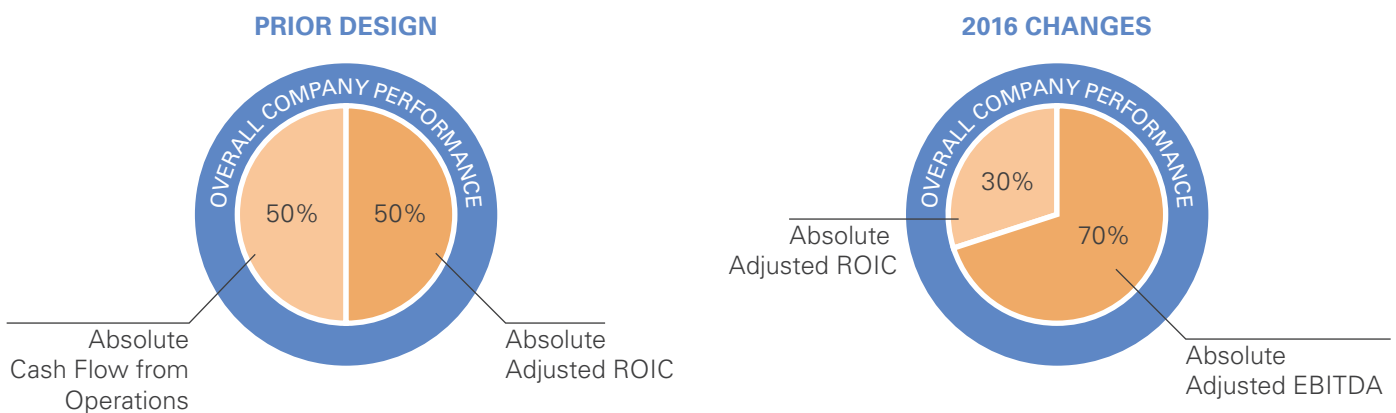 PRIOR DESIGN
OVERALL COMPANY PERFORMANCE
50%
50%
Absolute
Cash Flow from
Operations
Absolute
Adjusted ROIC
2016 CHANGES
OVERALL COMPANY PERFORMANCE
30%
70%
Absolute
Adjusted ROIC
Absolute
Adjusted EBITDA